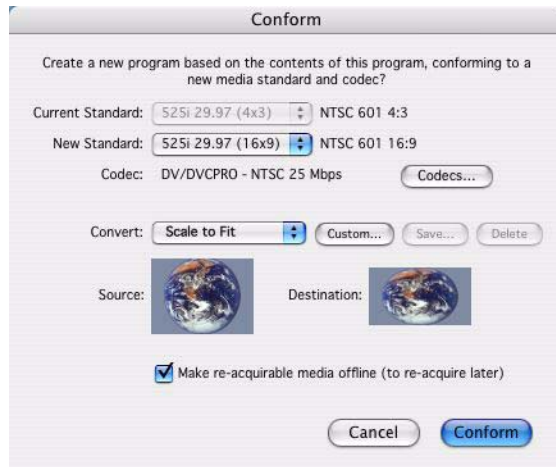 Conform
Create a new program based on the contents of this program, conforming to a
new media standard and codec?
Current Standard: 525i 29.97 (4x3) NTSC 601 4:3
New Standard: 525i 29.97 (16x9) NTSC 601 16:9
Codec: DV/DVCPRO - NTSC 25 Mbps Codecs...
Convert: Scale to Fit Custom... Save... Delete
Source: Destination:
Make re-acquirable media offline (to re-acquire later)
Cancel Conform